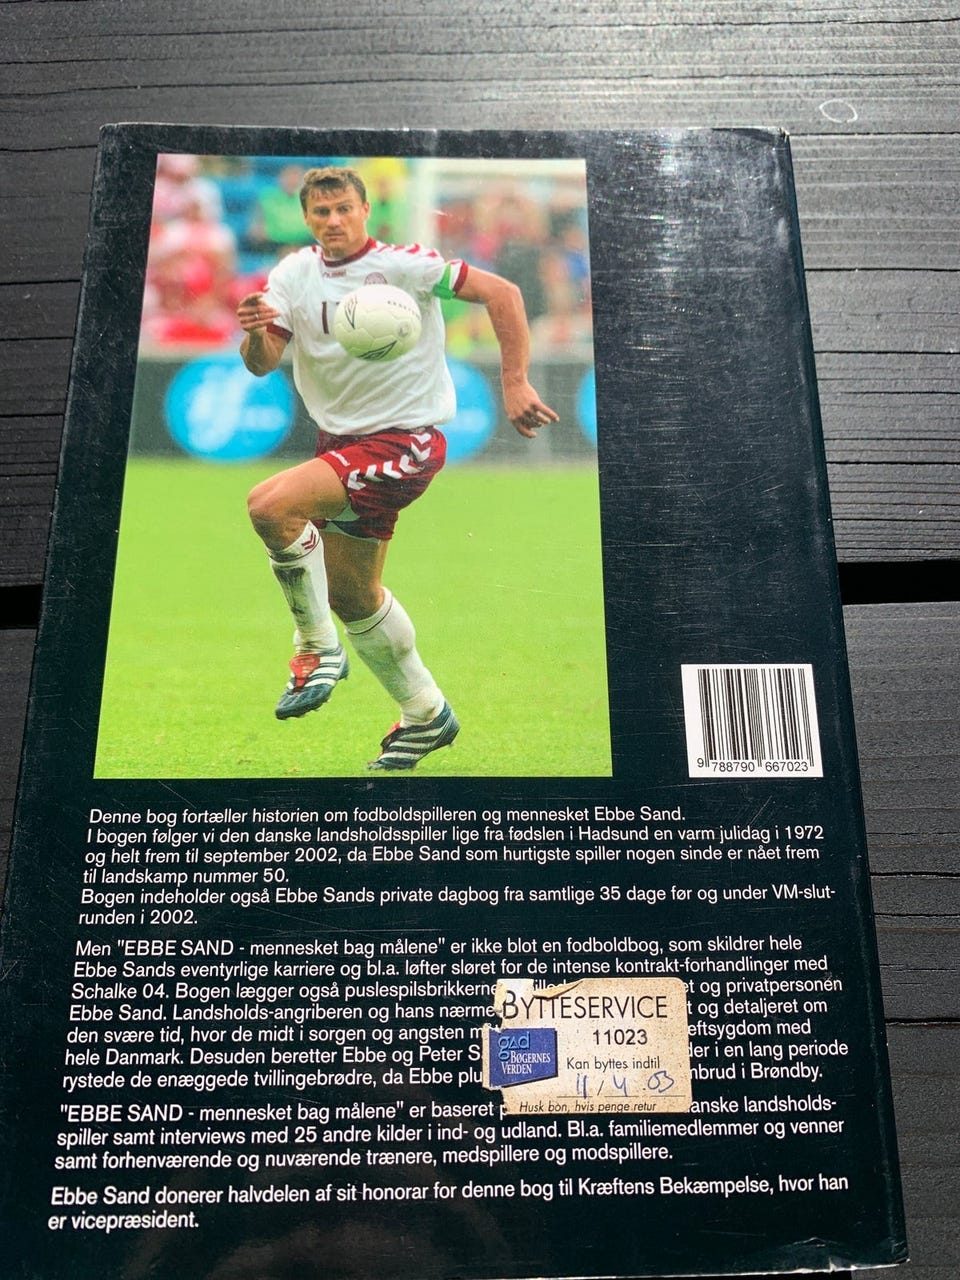 HUMMEL
1
9 788790 667023
Denne bog fortæller historien om fodboldspilleren og mennesket Ebbe Sand.
I bogen følger vi den danske landsholdsspiller lige fra fødslen i Hadsund en varm julidag i 1972
og helt frem til september 2002, da Ebbe Sand som hurtigste spiller nogen sinde er nået frem
til landskamp nummer 50.
Bogen indeholder også Ebbe Sands private dagbog fra samtlige 35 dage før og under VM-slut-
runden i 2002.
Men "EBBE SAND - mennesket bag målene" er ikke blot en fodboldbog, som skildrer hele
Ebbe Sands eventyrlige karriere og bl.a. løfter sløret for de intense kontrakt-forhandlinger med
Schalke 04. Bogen lægger også puslespilsbrikkerne et og privatpersonen
Ebbe Sand. Landsholds-angriberen og hans nærme t og detaljeret om
den svære tid, hvor de midt i sorgen og angsten m eftsygdom med
hele Danmark. Desuden beretter Ebbe og Peter S der i en lang periode
rystede de enæggede tvillingebrødre, da Ebbe plu nbrud i Brøndby.
BYTTESERVICE
11023
gad
BØGERNES
VERDEN
Kan byttes indtil
11/4 03
Husk bon, hvis penge retur
"EBBE SAND - mennesket bag målene" er baseret p anske landsholds-
spiller samt interviews med 25 andre kilder i ind- og udland. Bl.a. familiemedlemmer og venner
samt forhenværende og nuværende trænere, medspillere og modspillere.
Ebbe Sand donerer halvdelen af sit honorar for denne bog til Kræftens Bekæmpelse, hvor han
er vicepræsident.